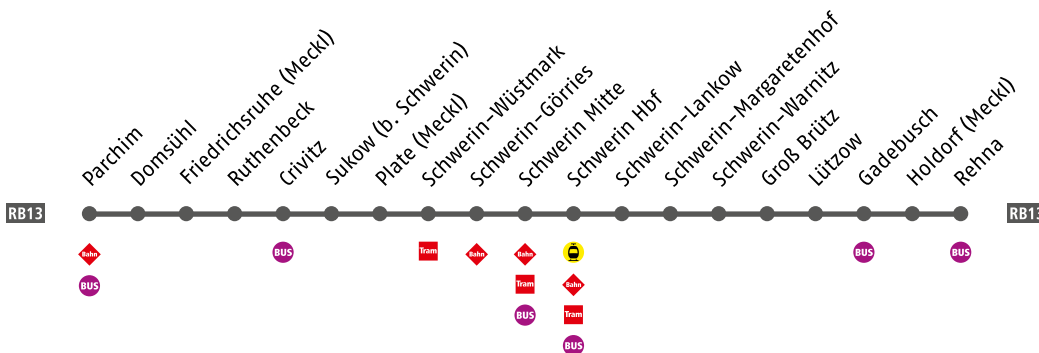 Parchim
Domsühl
Friedrichsruhe (Meckl)
Ruthenbeck
Crivitz
Sukow (b. Schwerin)
Plate (Meckl)
Schwerin-Wüstmark
Schwerin-Görries
Schwerin Mitte
Schwerin Hbf
Schwerin-Lankow
Schwerin-Margaretenhof
Schwerin-Warnitz
Groß Brütz
Lützow
Gadebusch
Holdorf (Meckl)
Rehna
RB13
RB13
Bahn
BUS
BUS
Tram
Bahn
Bahn
Tram
BUS
Bahn
Tram
BUS
BUS
BUS